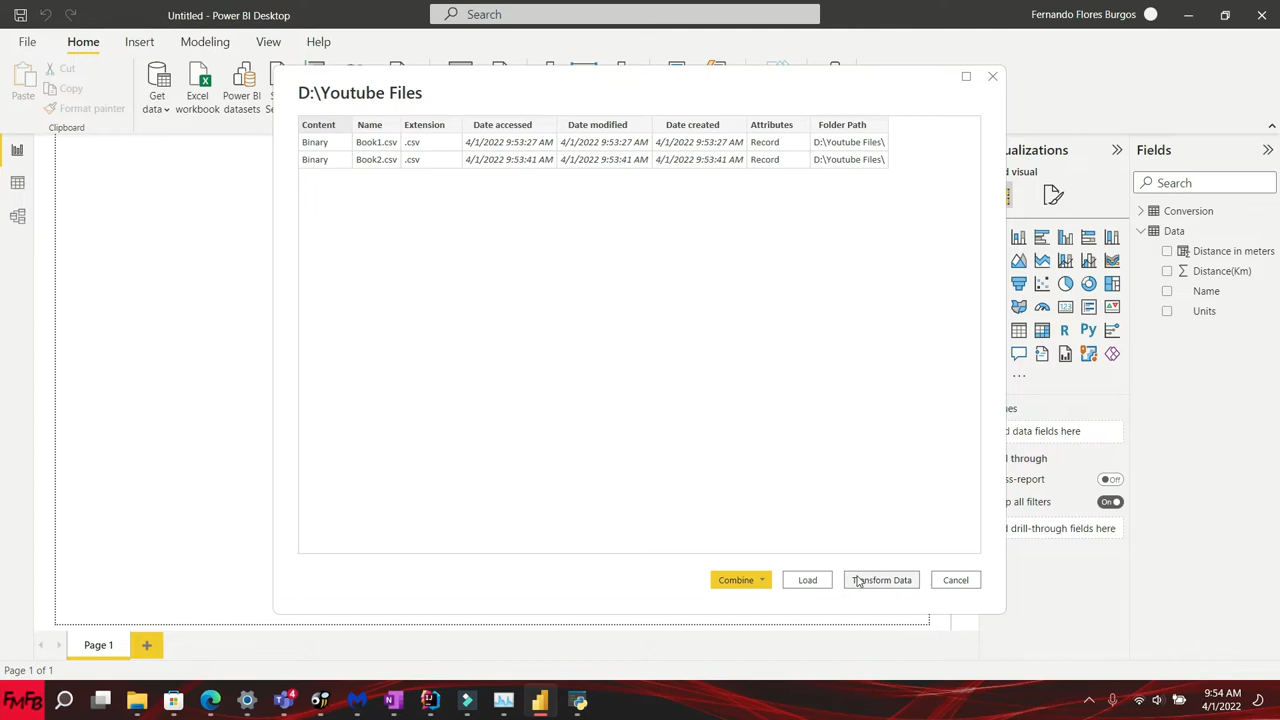 Untitled - Power BI Desktop
Search
Fernando Flores Burgos
File
Home
Insert
Modeling
View
Help
Paste
Cut
Copy
Format painter
Clipboard
Get
data
Excel
workbook
Power BI
datasets
D:\Youtube Files
Content Name Extension Date accessed Date modified Date created Attributes Folder Path
Binary Book1.csv .csv 4/1/2022 9:53:27 AM 4/1/2022 9:53:27 AM 4/1/2022 9:53:27 AM Record D:\Youtube Files\
Binary Book2.csv .csv 4/1/2022 9:53:41 AM 4/1/2022 9:53:41 AM 4/1/2022 9:53:41 AM Record D:\Youtube Files\
Combine
Load
Transform Data
Cancel
ualizations
d visual
R
Py
123
...
ues
d data fields here
l through
ss-report
Off
p all filters
On
d drill-through fields here
Fields
Search
Conversion
Data
Distance in meters
Distance(Km)
Name
Units
Page 1
Page 1 of 1
FMFB
4
9:54 AM
4/1/2022